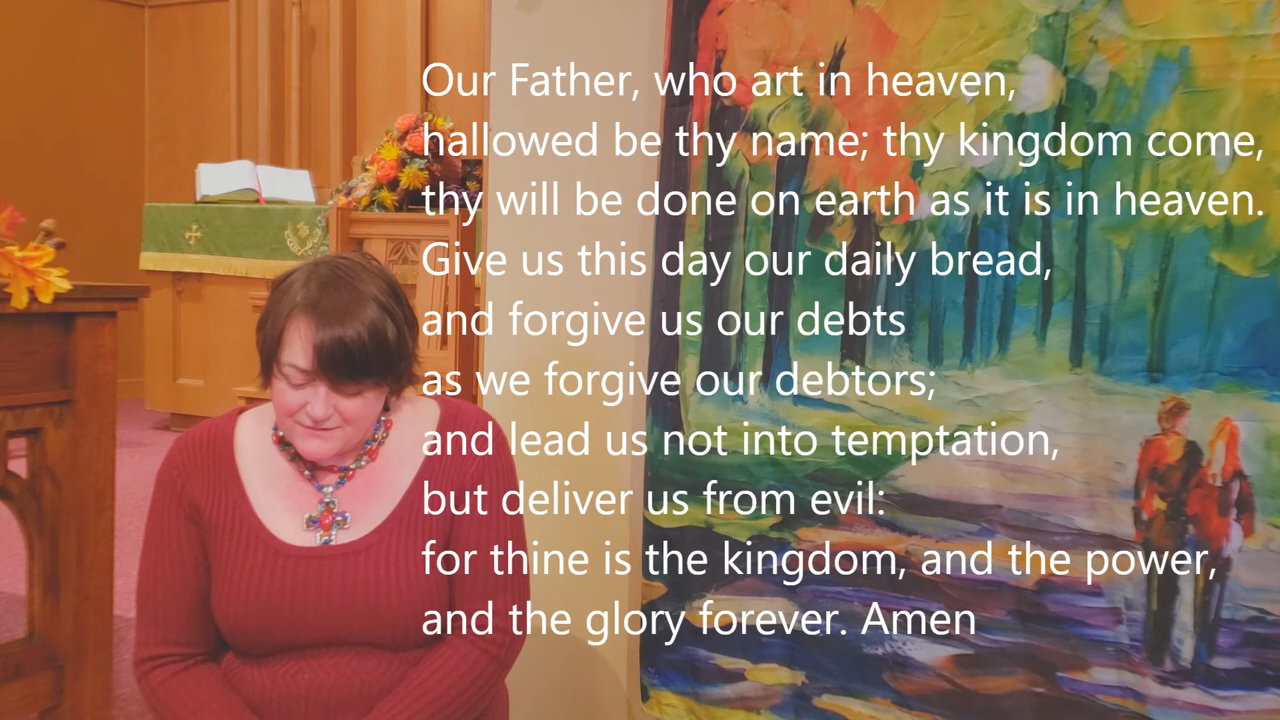 Our Father, who art in heaven,
hallowed be thy name; thy kingdom come,
thy will be done on earth as it is in heaven.
Give us this day our daily bread,
and forgive us our debts
as we forgive our debtors;
and lead us not into temptation,
but deliver us from evil:
for thine is the kingdom, and the power,
and the glory forever. Amen